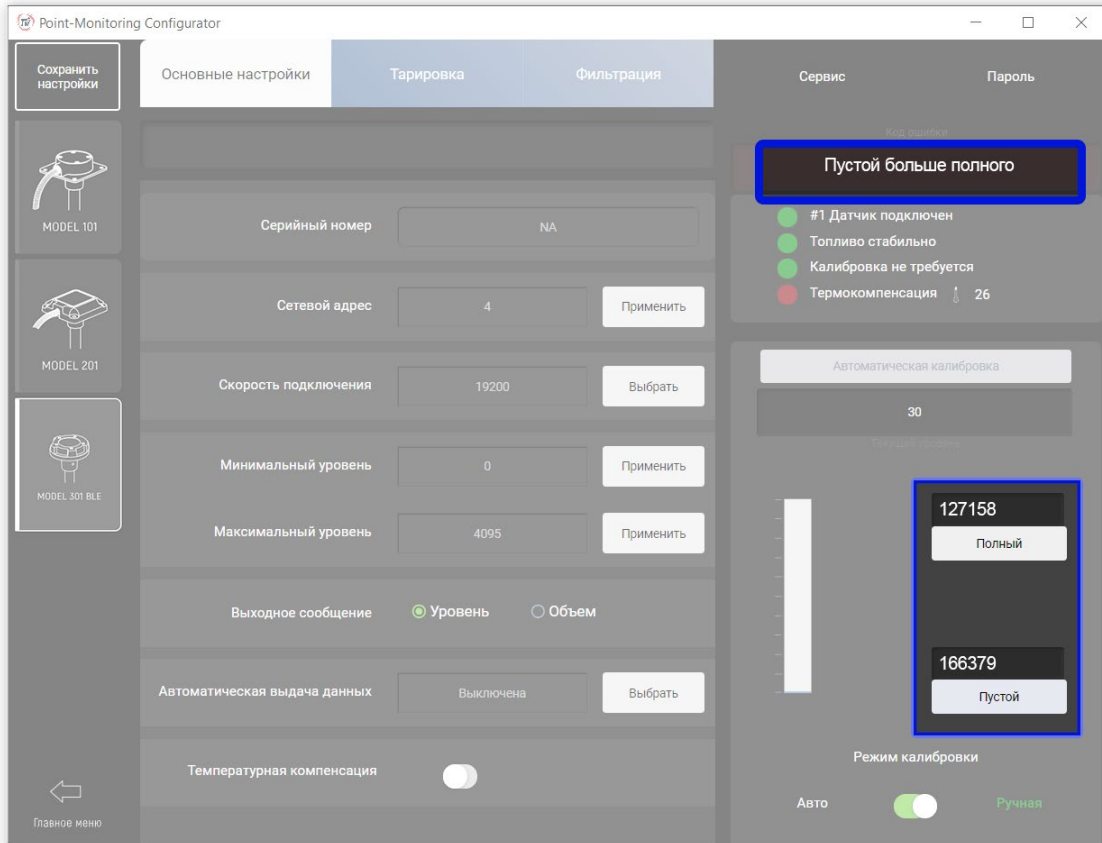 Point-Monitoring Configurator
Сохранить
настройки
Основные настройки
Тарировка
Фильтрация
Сервис
Пароль
Код ошибки
Пустой больше полного
#1 Датчик подключен
Топливо стабильно
Калибровка не требуется
Термокомпенсация 26
MODEL 101
MODEL 201
MODEL 301 BLE
Серийный номер NA
Сетевой адрес 4 Применить
Скорость подключения 19200 Выбрать
Минимальный уровень 0 Применить
Максимальный уровень 4095 Применить
Выходное сообщение Уровень Объем
Автоматическая выдача данных Выключена Выбрать
Температурная компенсация
Автоматическая калибровка
30
Текущий уровень
127158
Полный
166379
Пустой
Режим калибровки
Авто Ручная
Главное меню